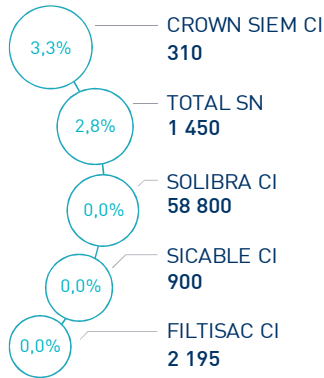 3,3%
CROWN SIEM CI
310
2,8%
TOTAL SN
1 450
0,0%
SOLIBRA CI
58 800
0,0%
SICABLE CI
900
0,0%
FILTISAC CI
2 195